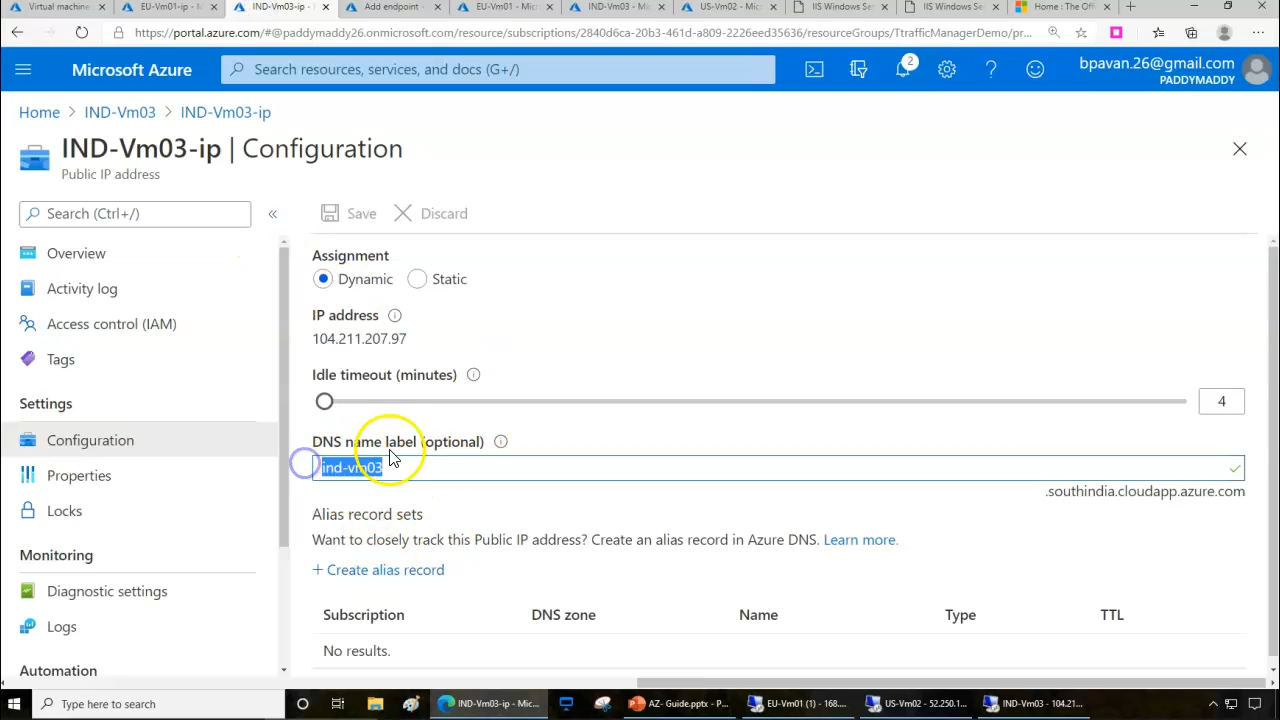 Virtual machine
EU-Vm01-ip - Mic
IND-Vm03-ip - 
Add endpoint - 
EU-Vm01 - Micr
IND-Vm03 - Mic
US-Vm02 - Micr
IIS Windows Serve
IIS Windows Serve
Home : The Offi
https://portal.azure.com/#@paddymaddy26.onmicrosoft.com/resource/subscriptions/2840d6ca-20b3-461d-a809-2226eed35636/resourceGroups/TtrafficManagerDemo/pr...
Microsoft Azure
Search resources, services, and docs (G+/)
2
bpavan.26@gmail.com
PADDYMADDY
Home > IND-Vm03 > IND-Vm03-ip
IND-Vm03-ip | Configuration
Public IP address
Search (Ctrl+/)
«
Save
Discard
Overview
Activity log
Access control (IAM)
Tags
Settings
Configuration
Properties
Locks
Monitoring
Diagnostic settings
Logs
Automation
Assignment
Dynamic
Static
IP address
104.211.207.97
Idle timeout (minutes)
4
DNS name label (optional)
ind-vm03
.southindia.cloudapp.azure.com
Alias record sets
Want to closely track this Public IP address? Create an alias record in Azure DNS. Learn more.
+ Create alias record
Subscription DNS zone Name Type TTL
No results.
Type here to search
IND-Vm03-ip - Mic...
AZ- Guide.pptx - P...
EU-Vm01 (1) - 168....
US-Vm02 - 52.250.1...
IND-Vm03 - 104.21...